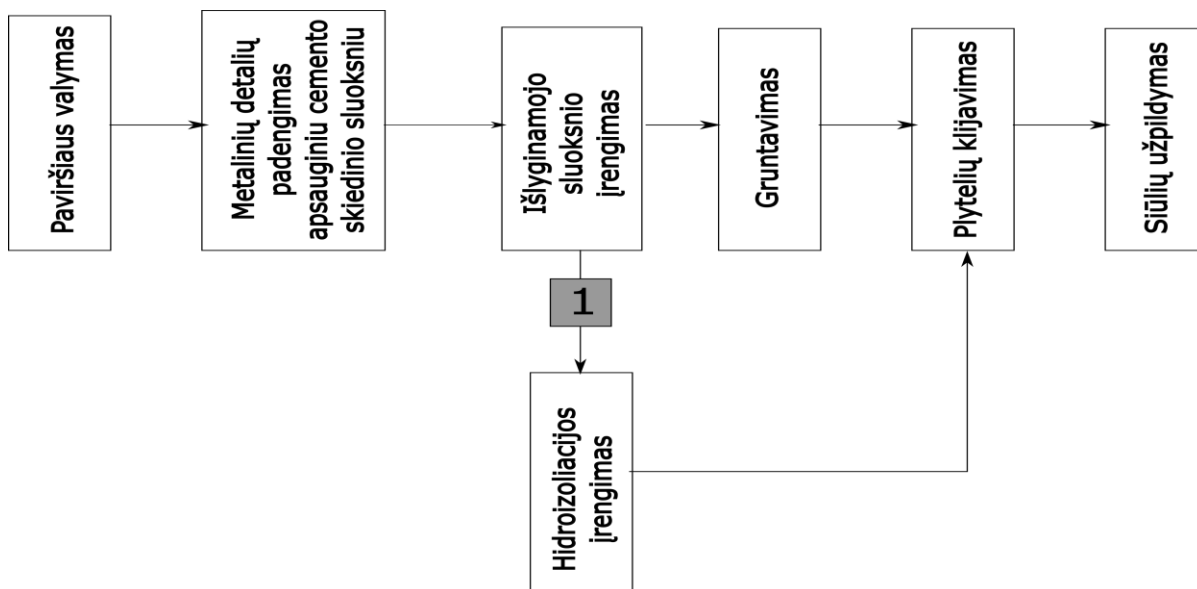 Paviršiaus valymas
Metalinių detalių
padengimas
apsauginiu cemento
skiedinio sluoksniu
Išlyginamojo
sluoksnio
įrengimas
Gruntavimas
Plytelių klijavimas
Siūlių užpildymas
1
Hidroizoliacijos
įrengimas